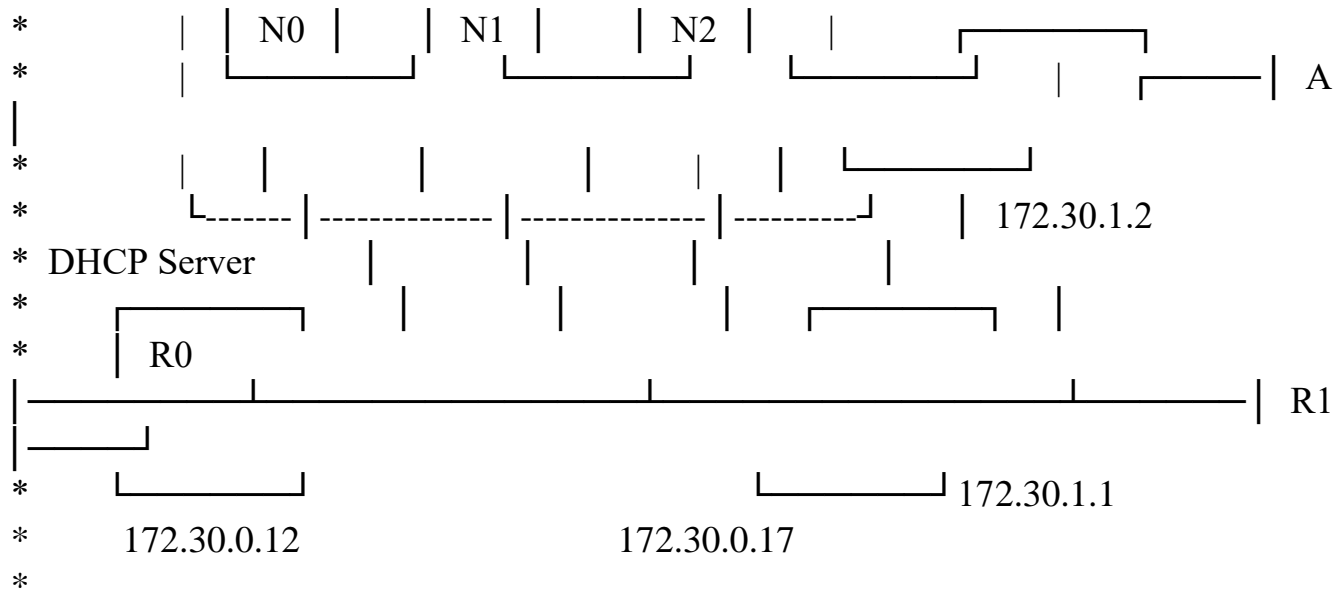 * | │ N0 │ │ N1 │ │ N2 │ | ┌──────┐
* | └──────┘ └──────┘ └──────┘ | ┌────│ A
│
* | │ │ │ | │ └──────┘
* └------- │ ------------- │ -------------- │ ----------┘ │ 172.30.1.2
* DHCP Server │ │ │ │
* ┌──────┐ │ │ │ ┌──────┐ │
* │ R0
│────────┴──────────────┴───────────────┴──────│ R1
│────┘
* └──────┘ └──────┘ 172.30.1.1
* 172.30.0.12 172.30.0.17
*